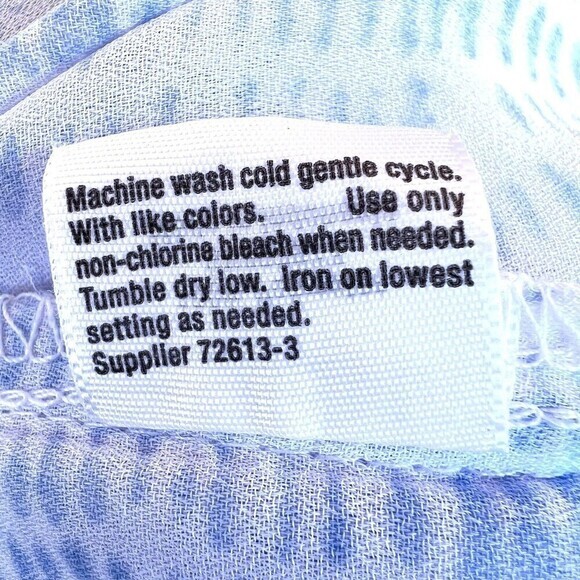 Machine wash cold gentle cycle.
With like colors. Use only
non-chlorine bleach when needed.
Tumble dry low. Iron on lowest
setting as needed.
Supplier 72613-3